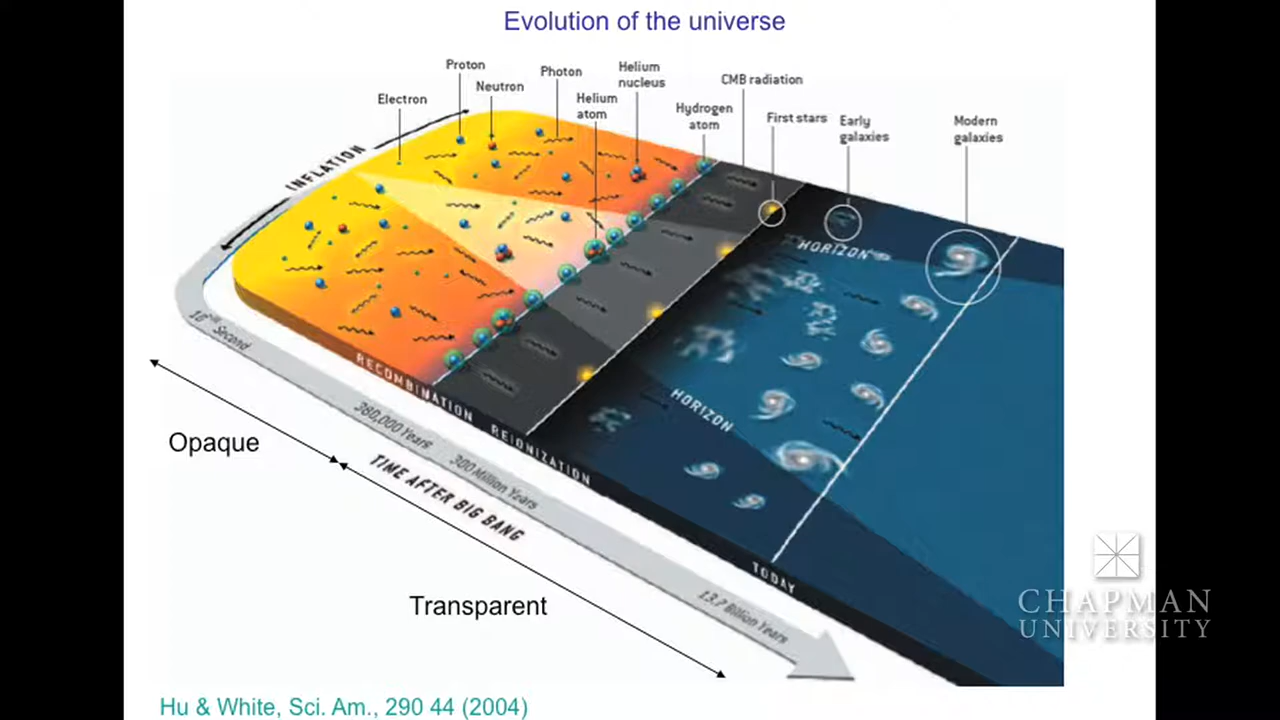 Evolution of the universe
Proton
Neutron
Photon
Helium
nucleus
CMB radiation
Electron
Helium
atom
Hydrogen
atom
First stars
Early
galaxies
Modern
galaxies
INFLATION
HORIZON
HORIZON
Second
RECOMBINATION
380,000 Years
REIONIZATION
300 Million Years
Opaque
TIME AFTER BIG BANG
TODAY
Transparent
13.7 Billion Years
CHAPMAN
UNIVERSITY
Hu & White, Sci. Am., 290 44 (2004)